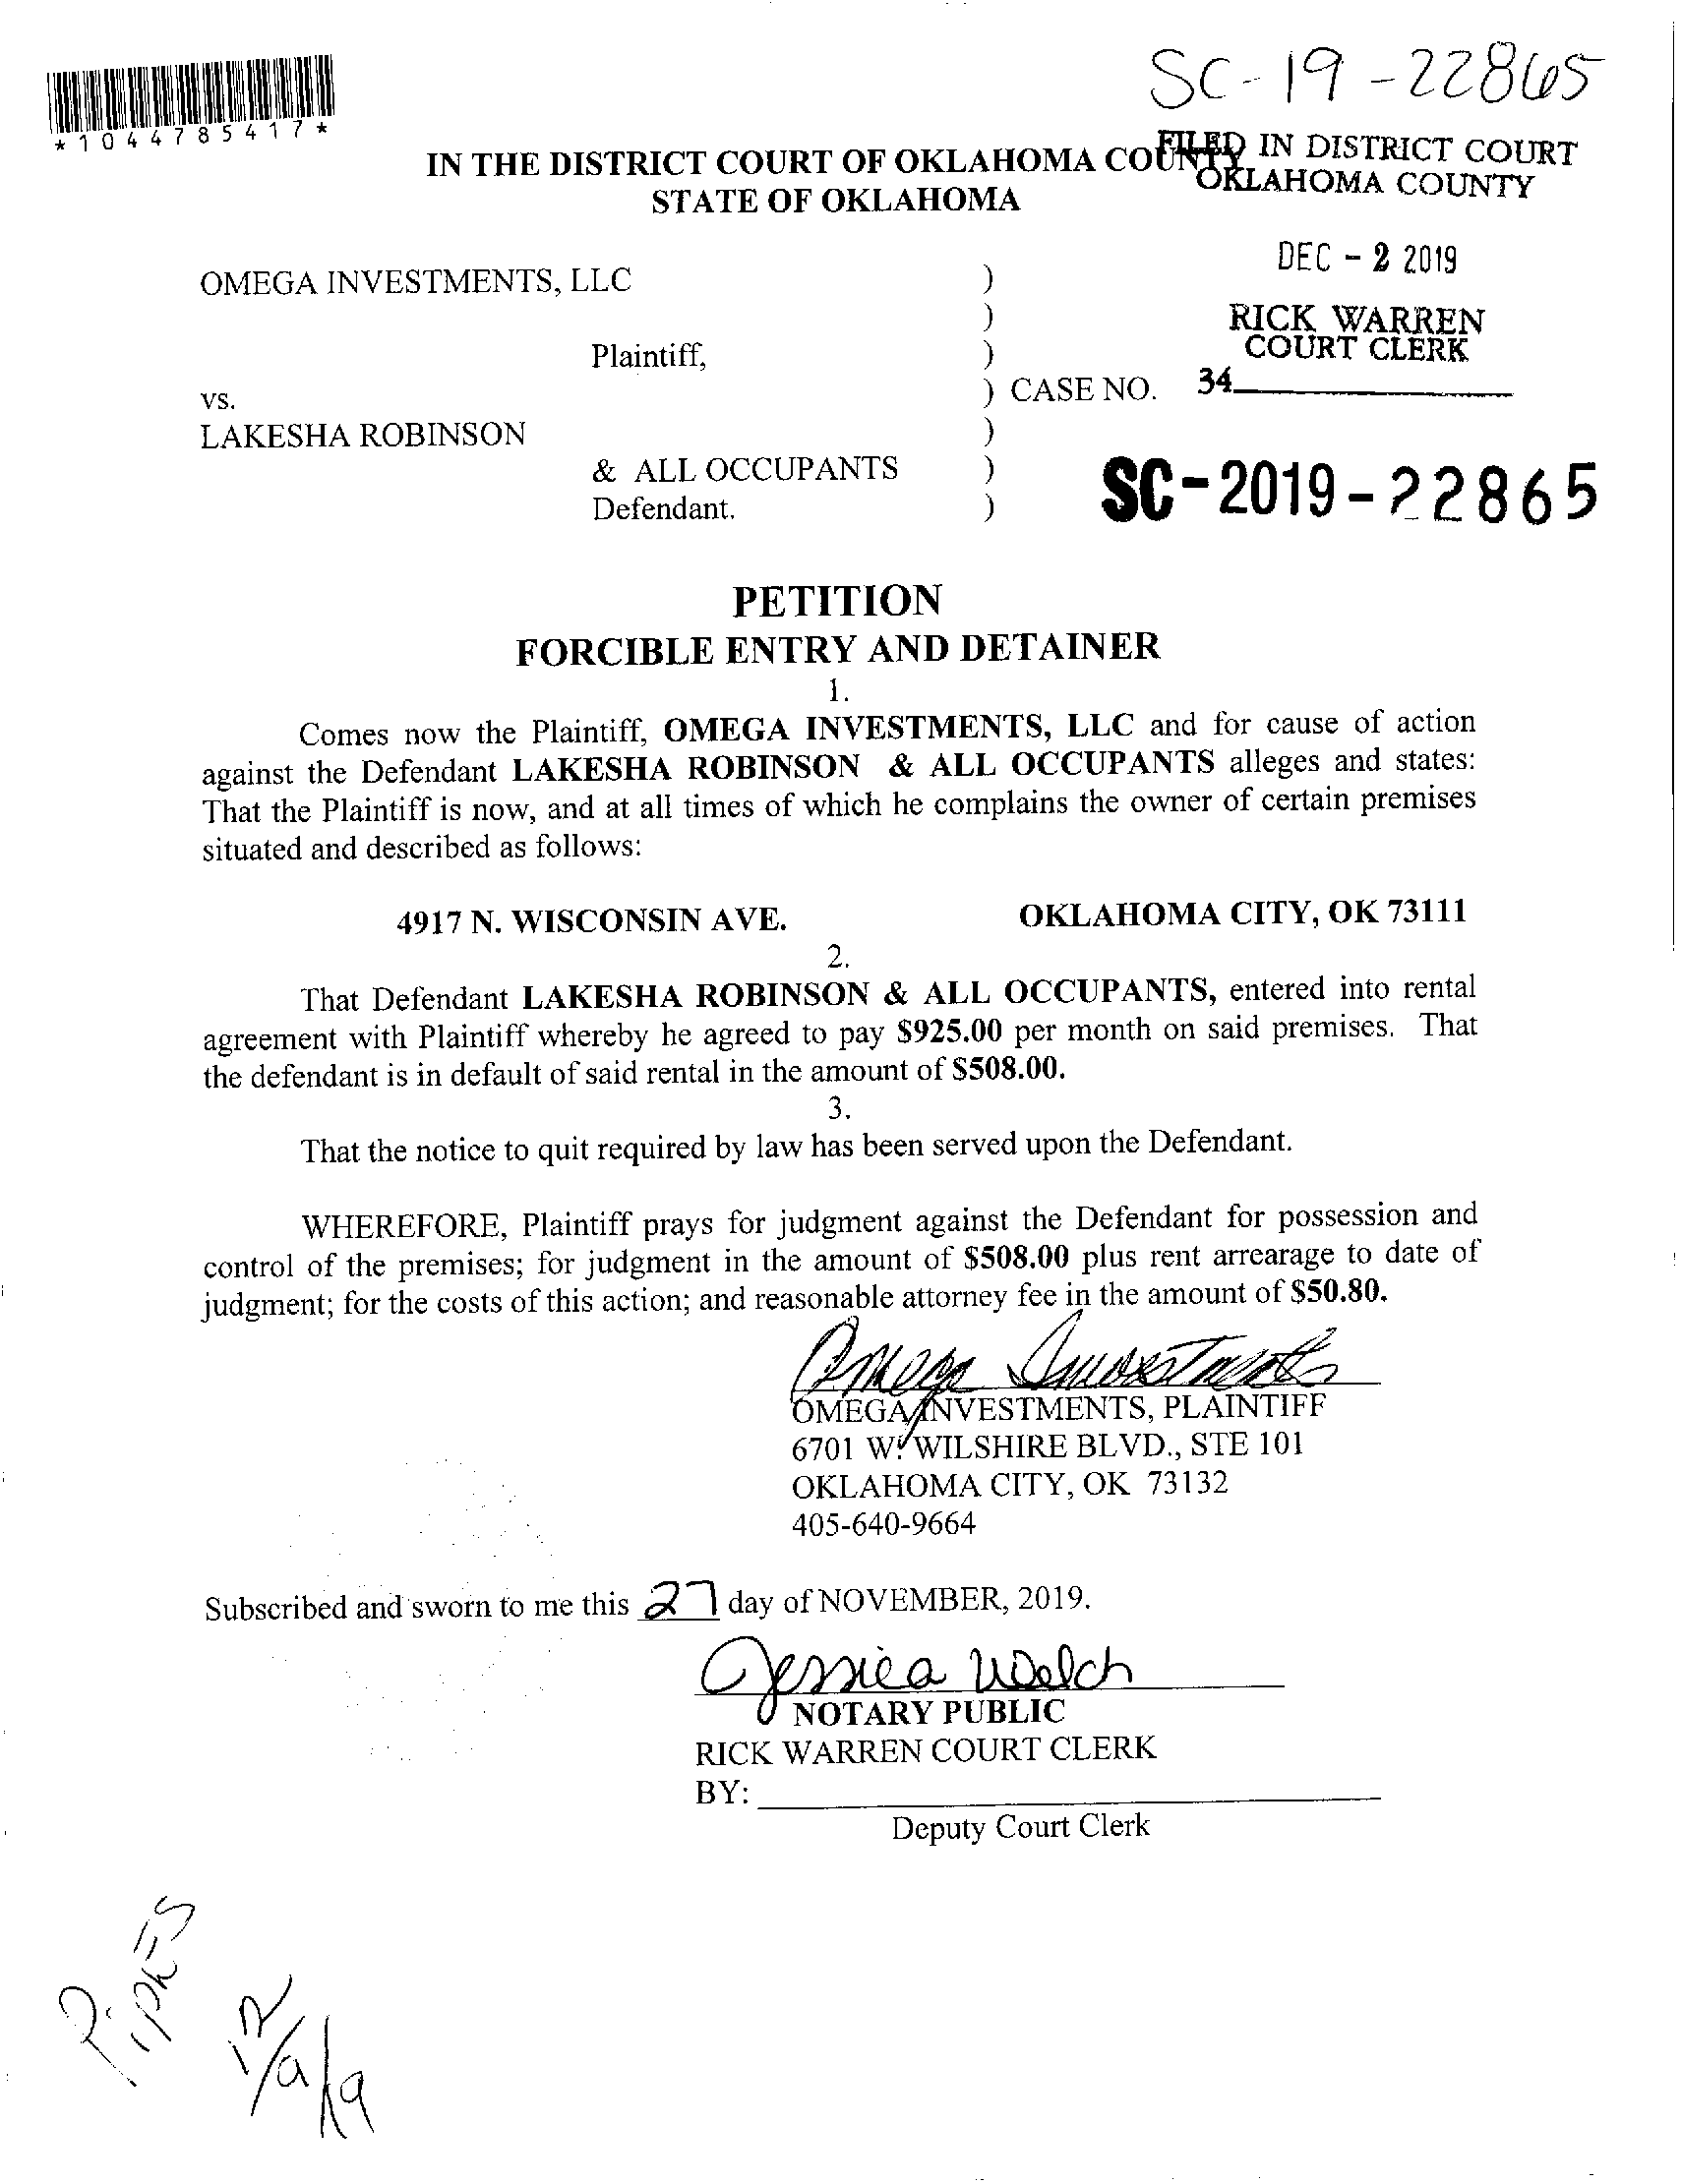 SC-19-22865
*1044785417*
FILED IN DISTRICT COURT
OKLAHOMA COUNTY
IN THE DISTRICT COURT OF OKLAHOMA COUNTY
STATE OF OKLAHOMA
DEC - 2 2019
OMEGA INVESTMENTS, LLC )
)
RICK WARREN
COURT CLERK
Plaintiff, )
34
vs. ) CASE NO.
LAKESHA ROBINSON )
& ALL OCCUPANTS )
Defendant. )
SC-2019-22865
PETITION
FORCIBLE ENTRY AND DETAINER
1.
Comes now the Plaintiff, OMEGA INVESTMENTS, LLC and for cause of action
against the Defendant LAKESHA ROBINSON & ALL OCCUPANTS alleges and states:
That the Plaintiff is now, and at all times of which he complains the owner of certain premises
situated and described as follows:
4917 N. WISCONSIN AVE. OKLAHOMA CITY, OK 73111
2.
That Defendant LAKESHA ROBINSON & ALL OCCUPANTS, entered into rental
agreement with Plaintiff whereby he agreed to pay $925.00 per month on said premises. That
the defendant is in default of said rental in the amount of $508.00.
3.
That the notice to quit required by law has been served upon the Defendant.
WHEREFORE, Plaintiff prays for judgment against the Defendant for possession and
control of the premises; for judgment in the amount of $508.00 plus rent arrearage to date of
judgment; for the costs of this action; and reasonable attorney fee in the amount of $50.80.
Omega Investments
OMEGA INVESTMENTS, PLAINTIFF
6701 W. WILSHIRE BLVD., STE 101
OKLAHOMA CITY, OK 73132
405-640-9664
Subscribed and sworn to me this 27 day of NOVEMBER, 2019.
Jessica Welch
NOTARY PUBLIC
RICK WARREN COURT CLERK
BY:
Deputy Court Clerk
12/9/19